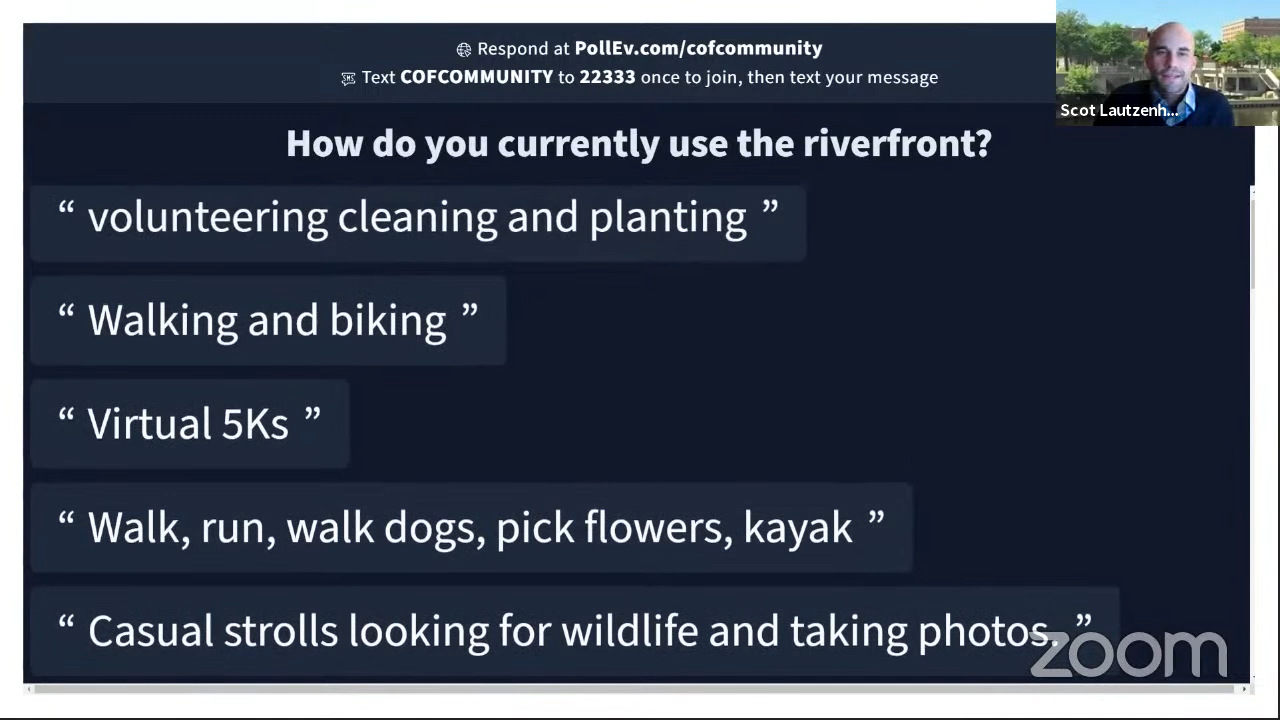 Respond at PollEv.com/cofcommunity
Text COFCOMMUNITY to 22333 once to join, then text your message
Scot Lautzenh...
How do you currently use the riverfront?
“ volunteering cleaning and planting ”
“ Walking and biking ”
“ Virtual 5Ks ”
“ Walk, run, walk dogs, pick flowers, kayak ”
“ Casual strolls looking for wildlife and taking photos. ”
zoom